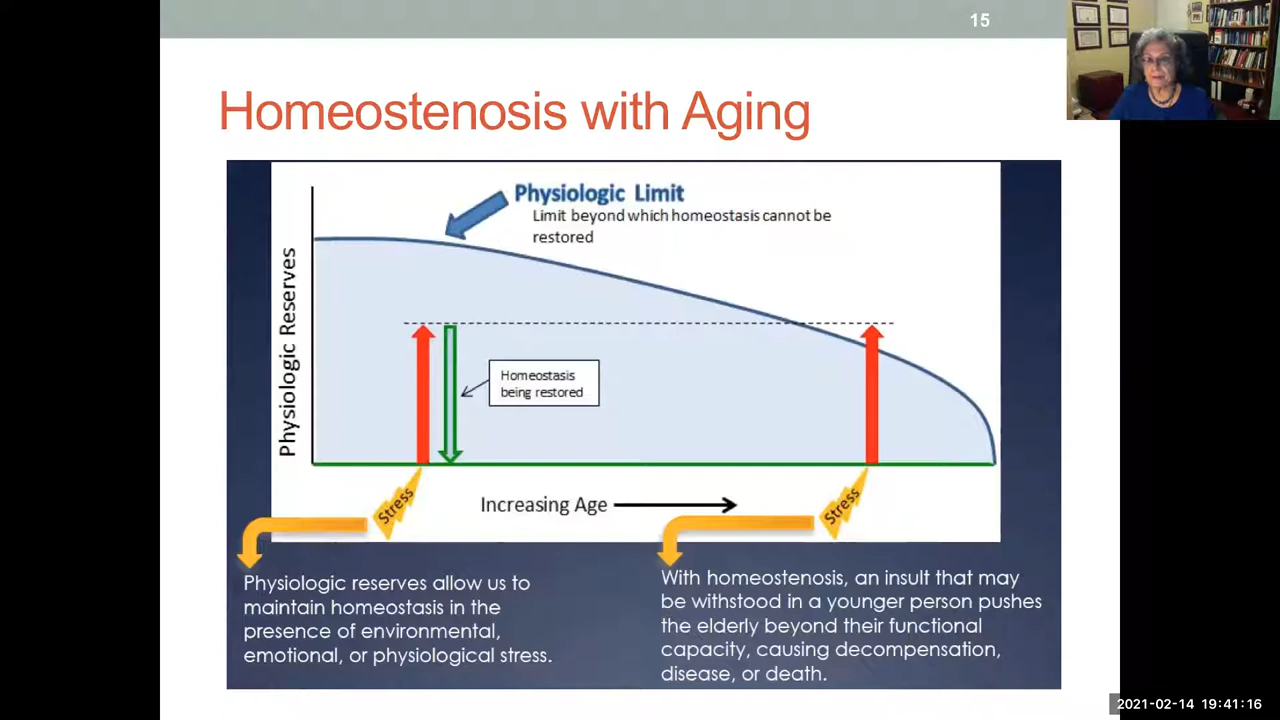 15
Homeostenosis with Aging
Physiologic Limit
Limit beyond which homeostasis cannot be
restored
Physiologic Reserves
Homeostasis
being restored
Stress
Increasing Age
Stress
Physiologic reserves allow us to
maintain homeostasis in the
presence of environmental,
emotional, or physiological stress.
With homeostenosis, an insult that may
be withstood in a younger person pushes
the elderly beyond their functional
capacity, causing decompensation,
disease, or death.
2021-02-14 19:41:16